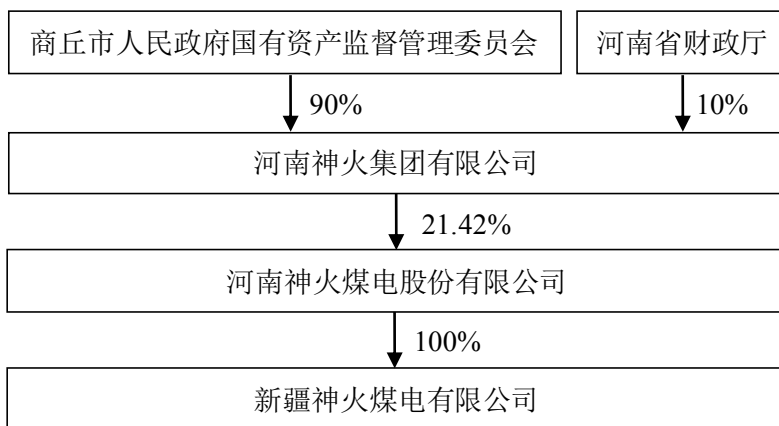 商丘市人民政府国有资产监督管理委员会
河南省财政厅
90%
10%
河南神火集团有限公司
21.42%
河南神火煤电股份有限公司
100%
新疆神火煤电有限公司